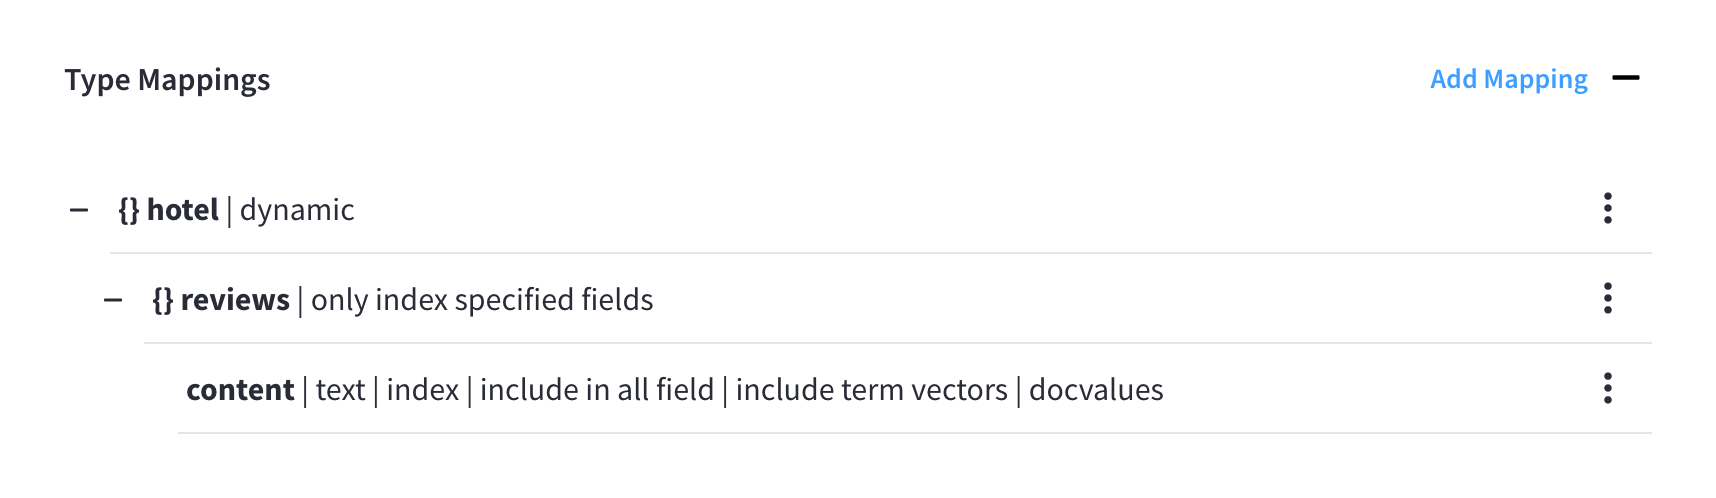 Type Mappings
Add Mapping
{} hotel | dynamic
{} reviews | only index specified fields
content | text | index | include in all field | include term vectors | docvalues